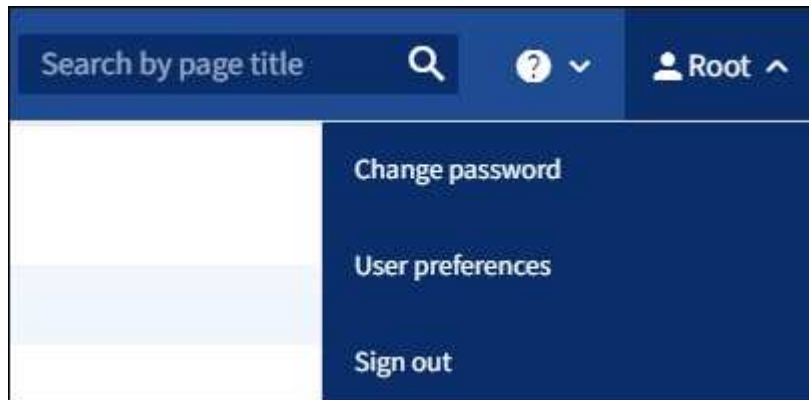 Search by page title
Root
Change password
User preferences
Sign out